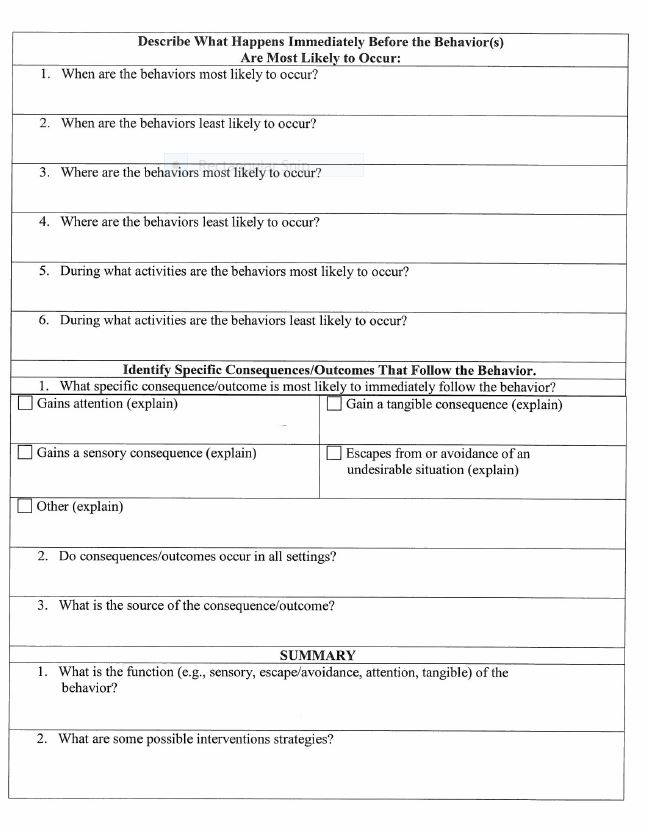 Describe What Happens Immediately Before the Behavior(s)
Are Most Likely to Occur:
1. When are the behaviors most likely to occur?
2. When are the behaviors least likely to occur?
Rectangular Snip
3. Where are the behaviors most likely to occur?
4. Where are the behaviors least likely to occur?
5. During what activities are the behaviors most likely to occur?
6. During what activities are the behaviors least likely to occur?
Identify Specific Consequences/Outcomes That Follow the Behavior.
1. What specific consequence/outcome is most likely to immediately follow the behavior?
Gains attention (explain)
Gain a tangible consequence (explain)
Gains a sensory consequence (explain)
Escapes from or avoidance of an
undesirable situation (explain)
Other (explain)
2. Do consequences/outcomes occur in all settings?
3. What is the source of the consequence/outcome?
SUMMARY
1. What is the function (e.g., sensory, escape/avoidance, attention, tangible) of the
behavior?
2. What are some possible interventions strategies?